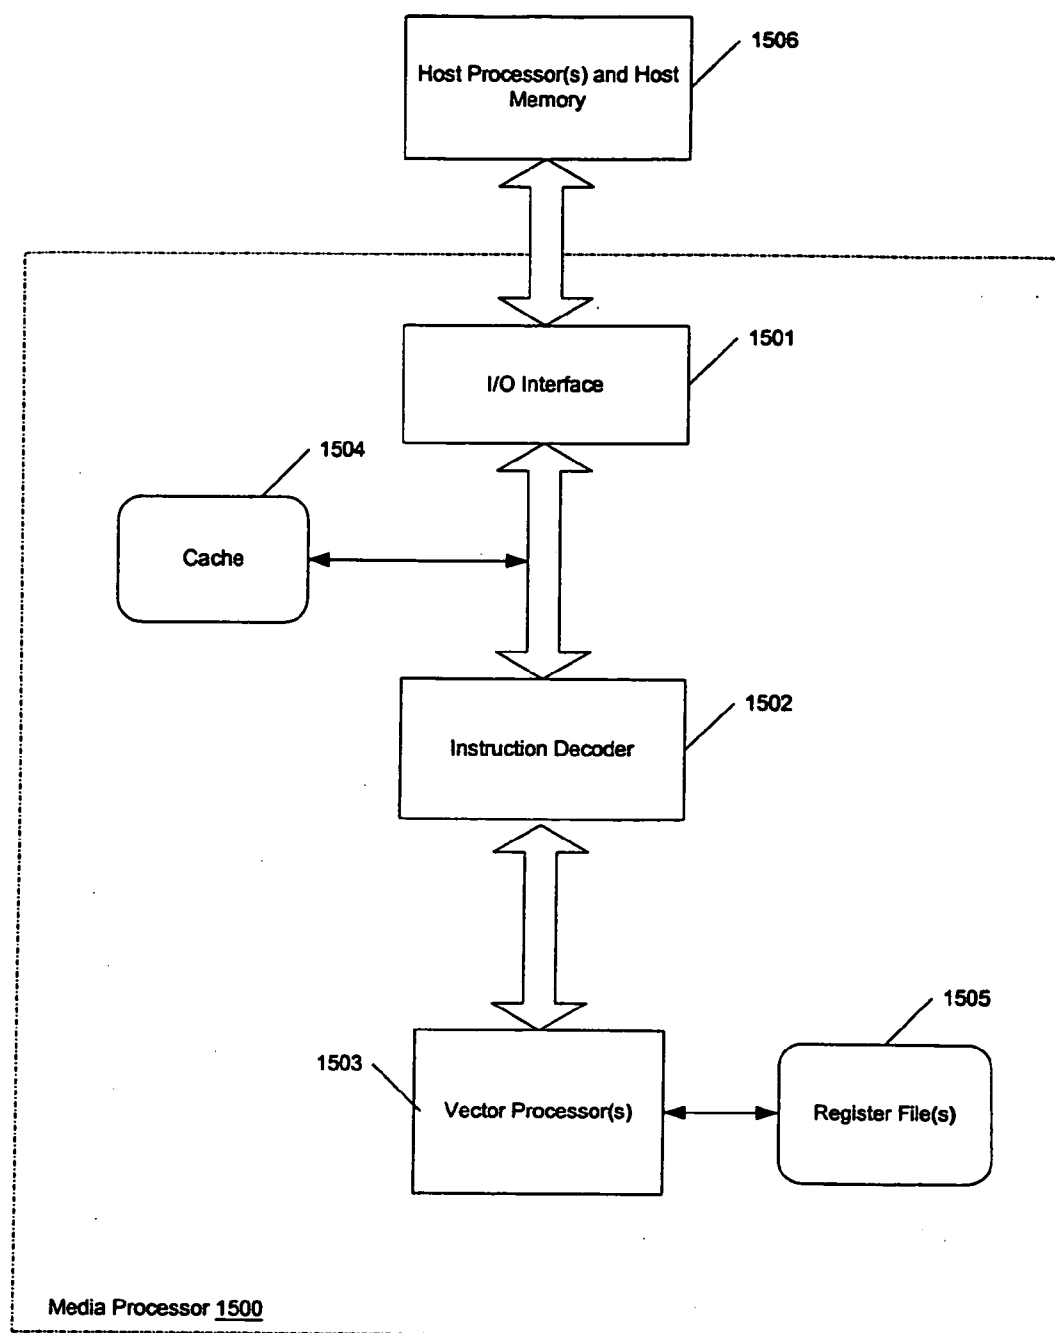 1506
Host Processor(s) and Host
Memory
1501
I/O Interface
1504
Cache
1502
Instruction Decoder
1505
1503
Vector Processor(s)
Register File(s)
Media Processor 1500